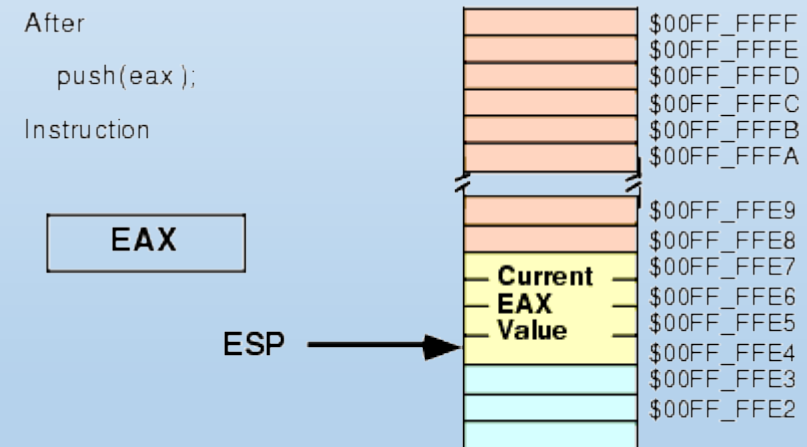 After
push(eax);
Instruction
EAX
ESP
Current
EAX
Value
$00FF_FFFF
$00FF_FFFE
$00FF_FFFD
$00FF_FFFC
$00FF_FFFB
$00FF_FFFA
$00FF_FFE9
$00FF_FFE8
$00FF_FFE7
$00FF_FFE6
$00FF_FFE5
$00FF_FFE4
$00FF_FFE3
$00FF_FFE2